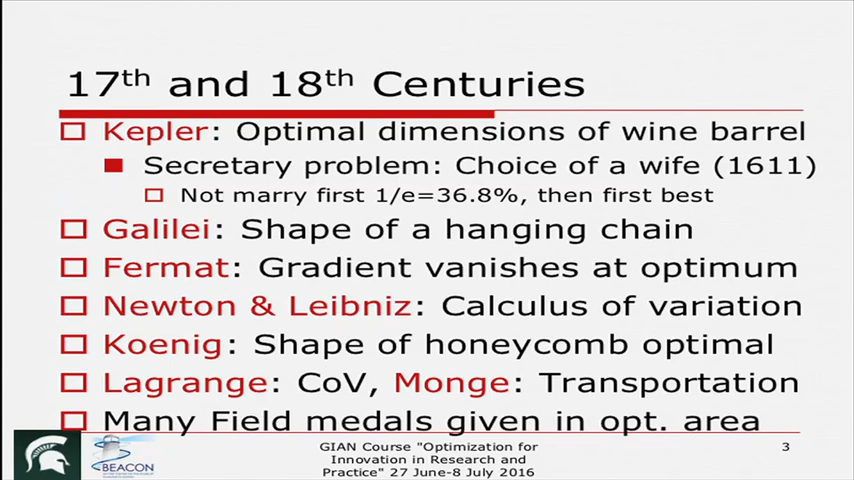 17th and 18th Centuries
Kepler: Optimal dimensions of wine barrel
Secretary problem: Choice of a wife (1611)
Not marry first 1/e=36.8%, then first best
Galilei: Shape of a hanging chain
Fermat: Gradient vanishes at optimum
Newton & Leibniz: Calculus of variation
Koenig: Shape of honeycomb optimal
Lagrange: CoV, Monge: Transportation
Many Field medals given in opt. area
GIAN Course "Optimization for
Innovation in Research and
Practice" 27 June-8 July 2016
3
BEACON